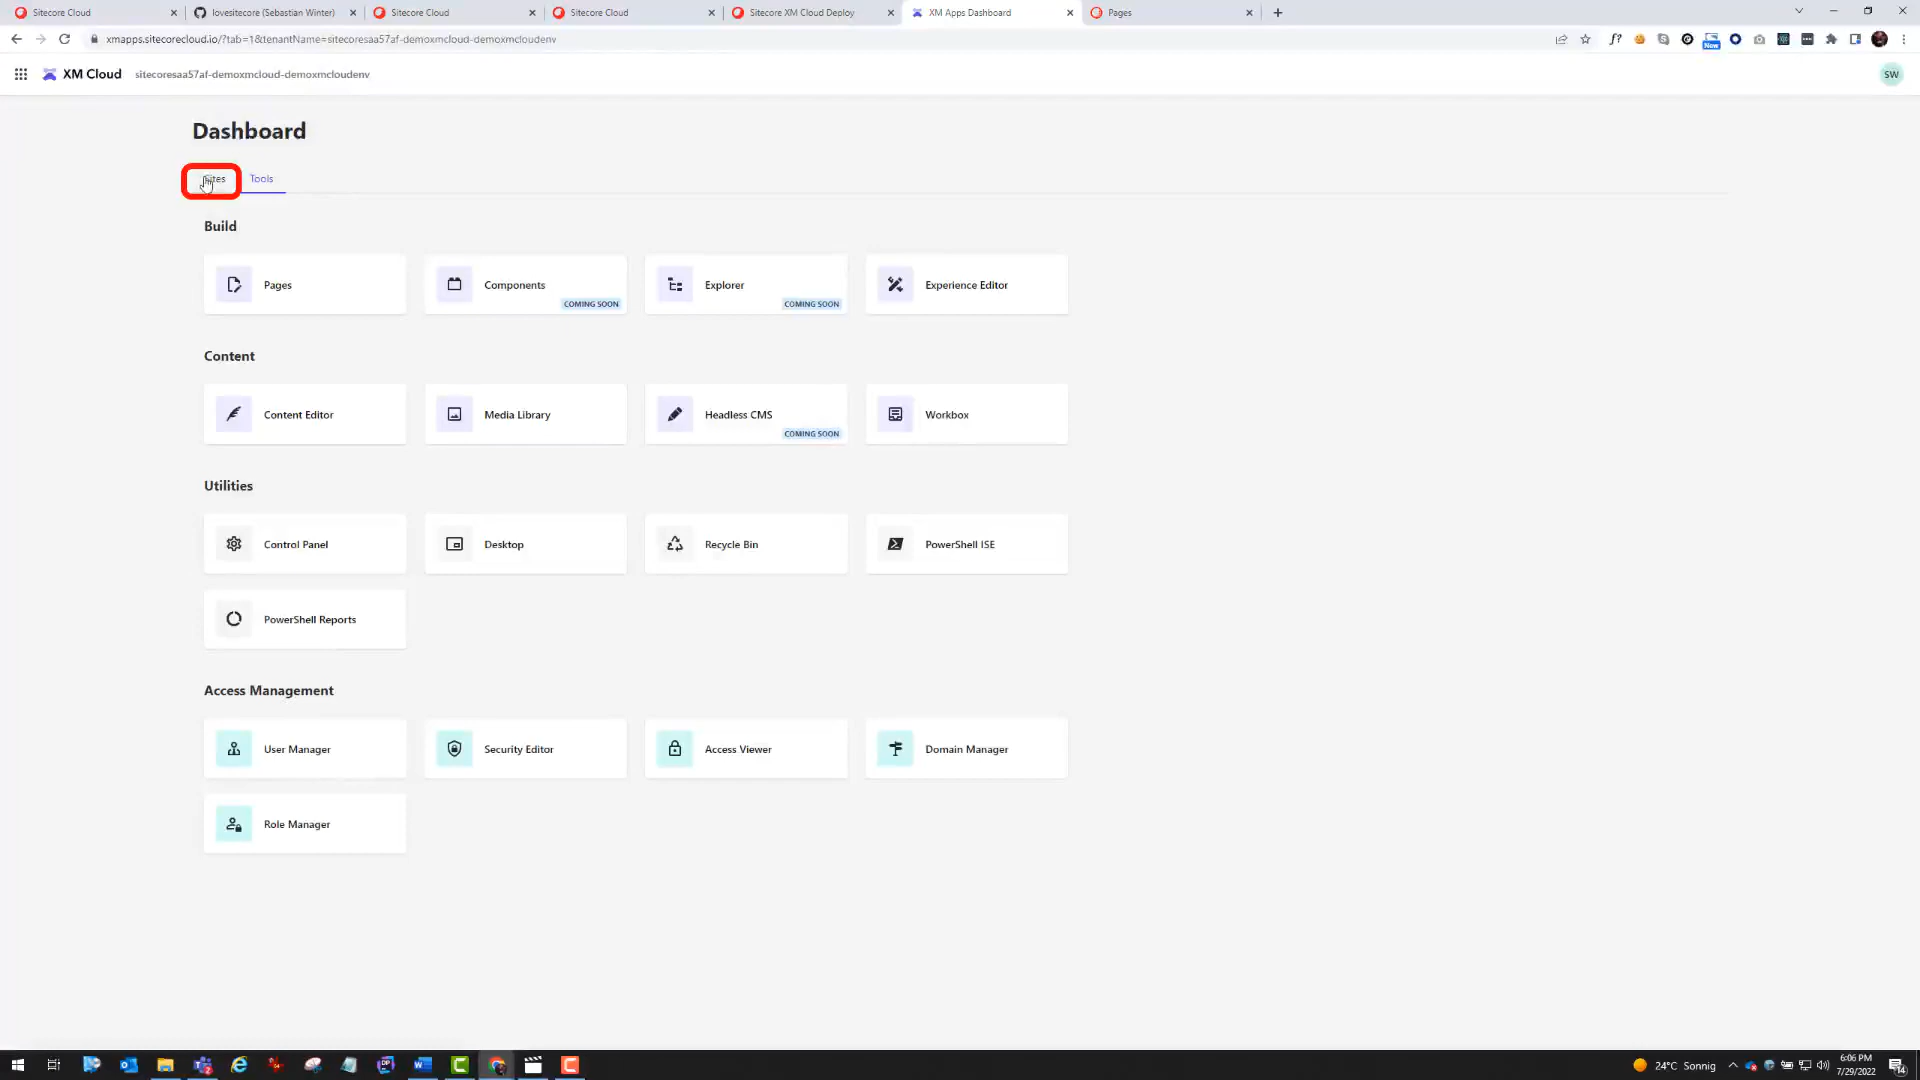 Sitecore Cloud
lovesitecore (Sebastian Winter)
Sitecore Cloud
Sitecore Cloud
Sitecore XM Cloud Deploy
XM Apps Dashboard
Pages
xmapps.sitecorecloud.io/?tab=1&tenantName=sitecoresaa57af-demoxmcloud-demoxmcloudenv
f?
New
XM Cloud
sitecoresaa57af-demoxmcloud-demoxmcloudenv
SW
Dashboard
Sites
Tools
Build
Pages
Components
COMING SOON
Explorer
COMING SOON
Experience Editor
Content
Content Editor
Media Library
Headless CMS
COMING SOON
Workbox
Utilities
Control Panel
Desktop
Recycle Bin
PowerShell ISE
PowerShell Reports
Access Management
User Manager
Security Editor
Access Viewer
Domain Manager
Role Manager
24°C Sonnig
6:06 PM
7/29/2022